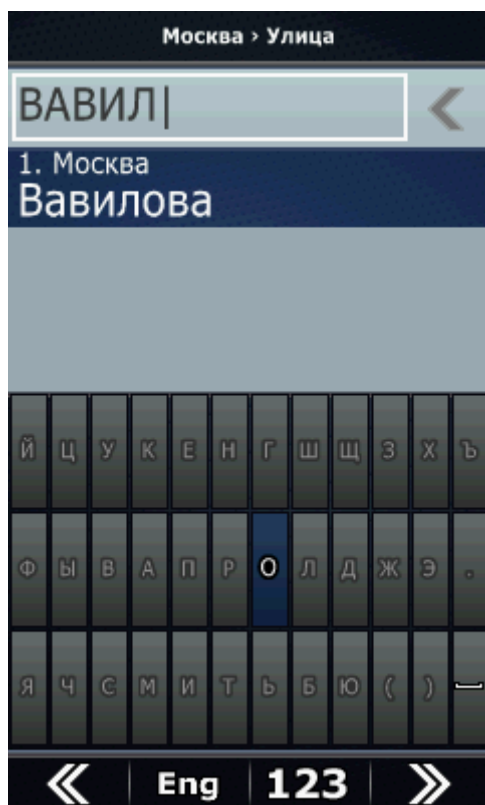 Москва › Улица
ВАВИЛ
1. Москва
Вавилова
Й Ц У К Е Н Г Ш Щ З Х Ъ
Ф Ы В А П Р О Л Д Ж Э .
Я Ч С М И Т Ь Б Ю ( )
Eng 123